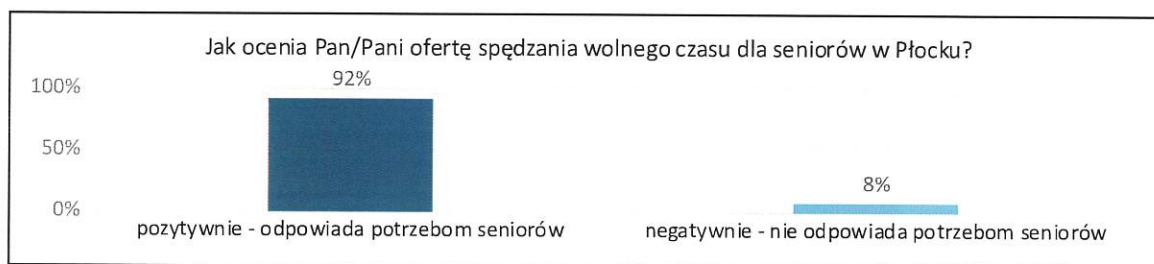 Jak ocenia Pan/Pani ofertę spędzania wolnego czasu dla seniorów w Płocku?
92%
100%
50%
8%
0%
pozytywnie - odpowiada potrzebom seniorów
negatywnie - nie odpowiada potrzebom seniorów